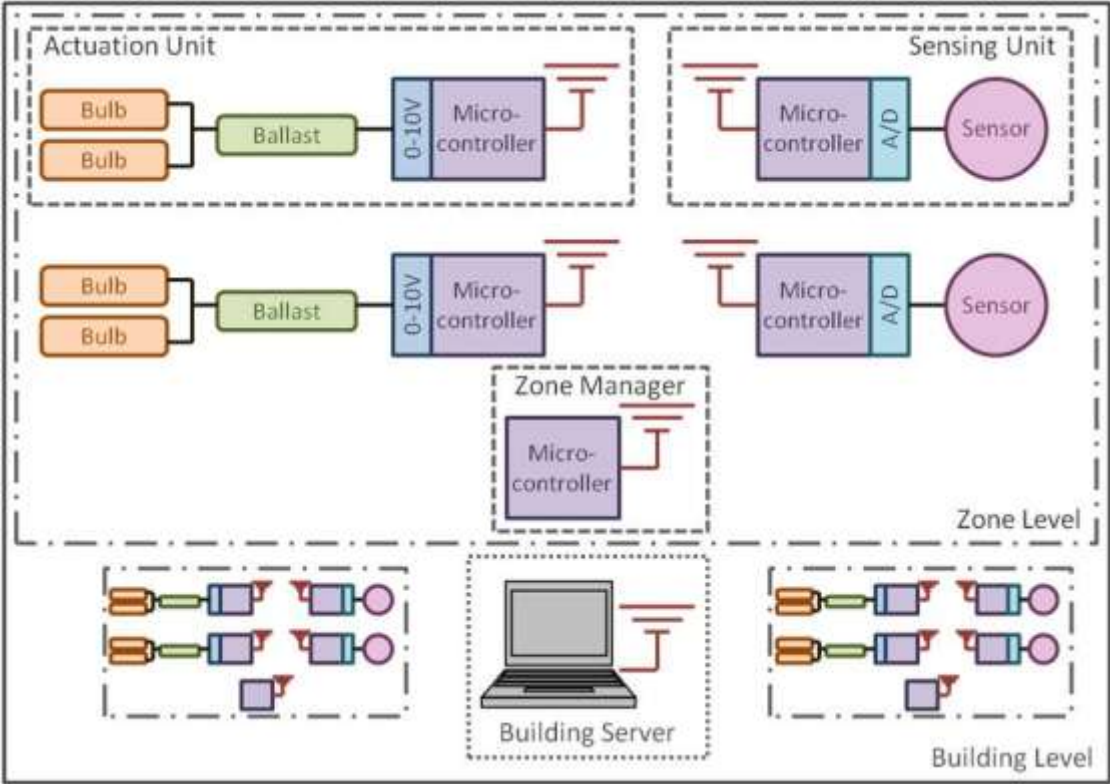 Actuation Unit
Sensing Unit
Bulb
Bulb
Ballast
0-10V
Micro-
controller
Micro-
controller
A/D
Sensor
Bulb
Bulb
Ballast
0-10V
Micro-
controller
Micro-
controller
A/D
Sensor
Zone Manager
Micro-
controller
Zone Level
Building Server
Building Level